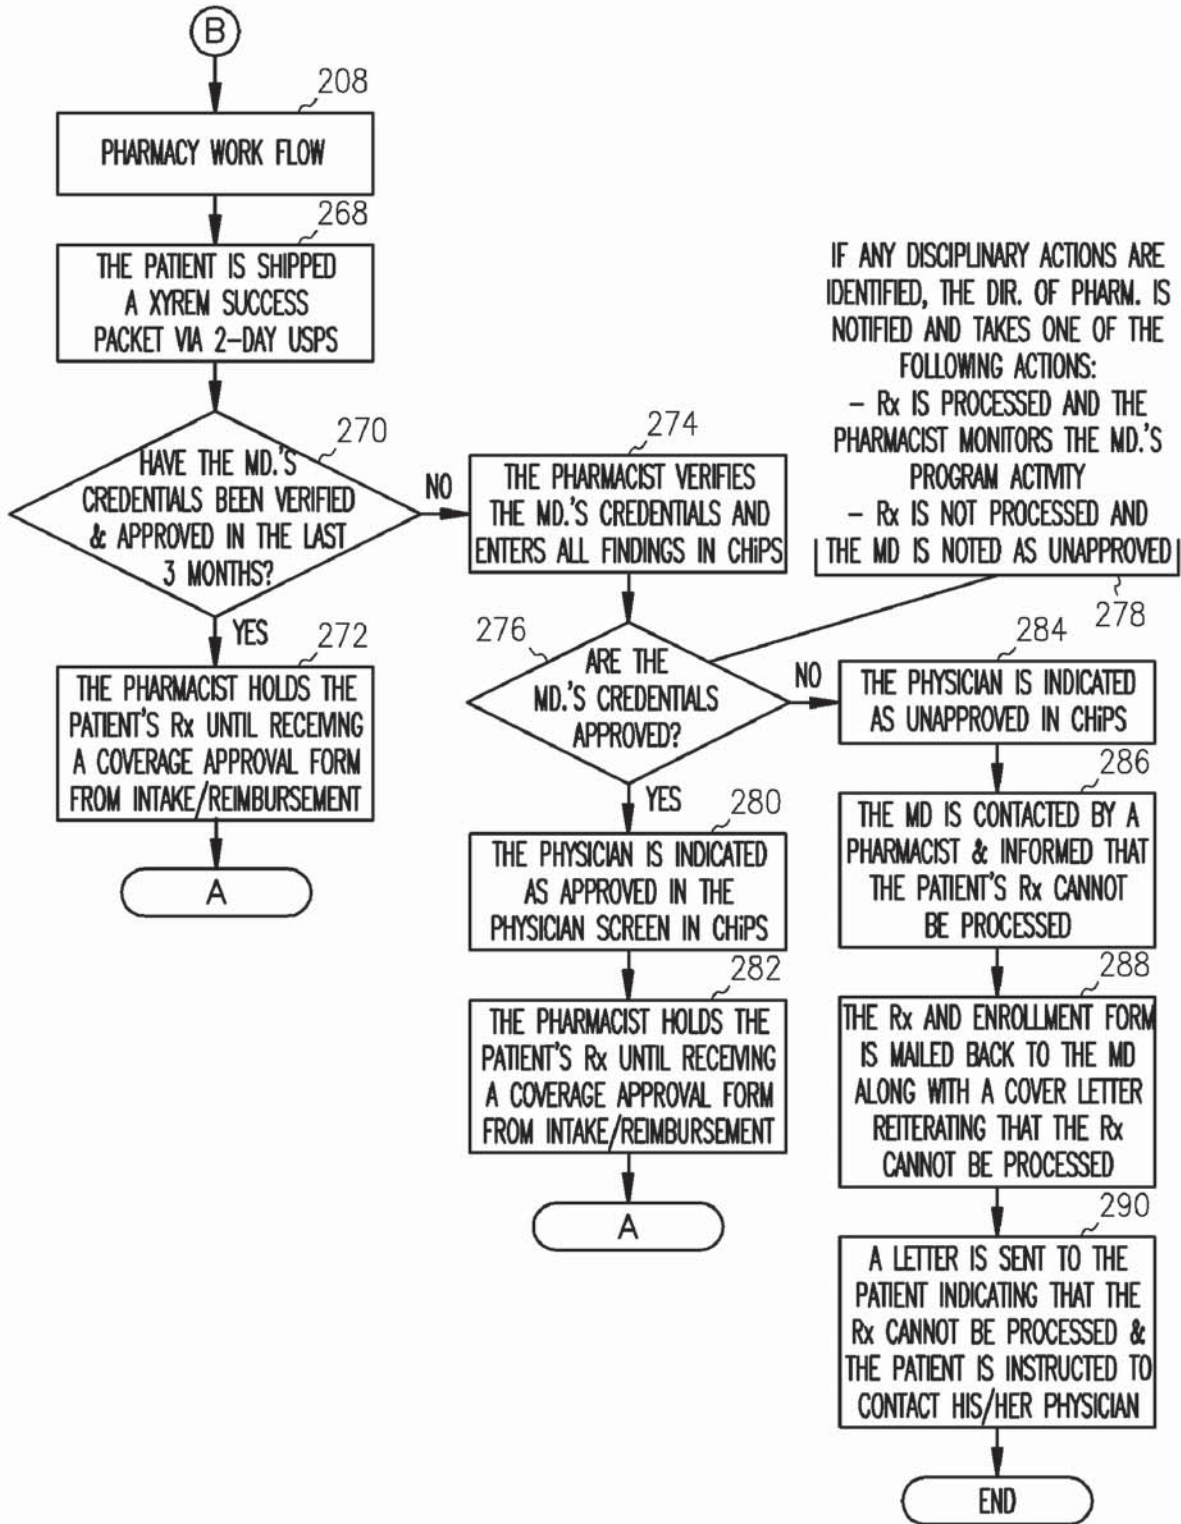 B
208
PHARMACY WORK FLOW
268
THE PATIENT IS SHIPPED
A XYREM SUCCESS
PACKET VIA 2-DAY USPS
270
HAVE THE MD.'S
CREDENTIALS BEEN VERIFIED
& APPROVED IN THE LAST
3 MONTHS?
NO
YES
272
THE PHARMACIST HOLDS THE
PATIENT'S Rx UNTIL RECEIVING
A COVERAGE APPROVAL FORM
FROM INTAKE/REIMBURSEMENT
A
274
THE PHARMACIST VERIFIES
THE MD.'S CREDENTIALS AND
ENTERS ALL FINDINGS IN CHiPS
276
ARE THE
MD.'S CREDENTIALS
APPROVED?
NO
YES
280
THE PHYSICIAN IS INDICATED
AS APPROVED IN THE
PHYSICIAN SCREEN IN CHiPS
282
THE PHARMACIST HOLDS THE
PATIENT'S Rx UNTIL RECEIVING
A COVERAGE APPROVAL FORM
FROM INTAKE/REIMBURSEMENT
A
IF ANY DISCIPLINARY ACTIONS ARE
IDENTIFIED, THE DIR. OF PHARM. IS
NOTIFIED AND TAKES ONE OF THE
FOLLOWING ACTIONS:
– Rx IS PROCESSED AND THE
PHARMACIST MONITORS THE MD.'S
PROGRAM ACTIVITY
– Rx IS NOT PROCESSED AND
THE MD IS NOTED AS UNAPPROVED
278
284
THE PHYSICIAN IS INDICATED
AS UNAPPROVED IN CHiPS
286
THE MD IS CONTACTED BY A
PHARMACIST & INFORMED THAT
THE PATIENT'S Rx CANNOT
BE PROCESSED
288
THE Rx AND ENROLLMENT FORM
IS MAILED BACK TO THE MD
ALONG WITH A COVER LETTER
REITERATING THAT THE Rx
CANNOT BE PROCESSED
290
A LETTER IS SENT TO THE
PATIENT INDICATING THAT THE
Rx CANNOT BE PROCESSED &
THE PATIENT IS INSTRUCTED TO
CONTACT HIS/HER PHYSICIAN
END